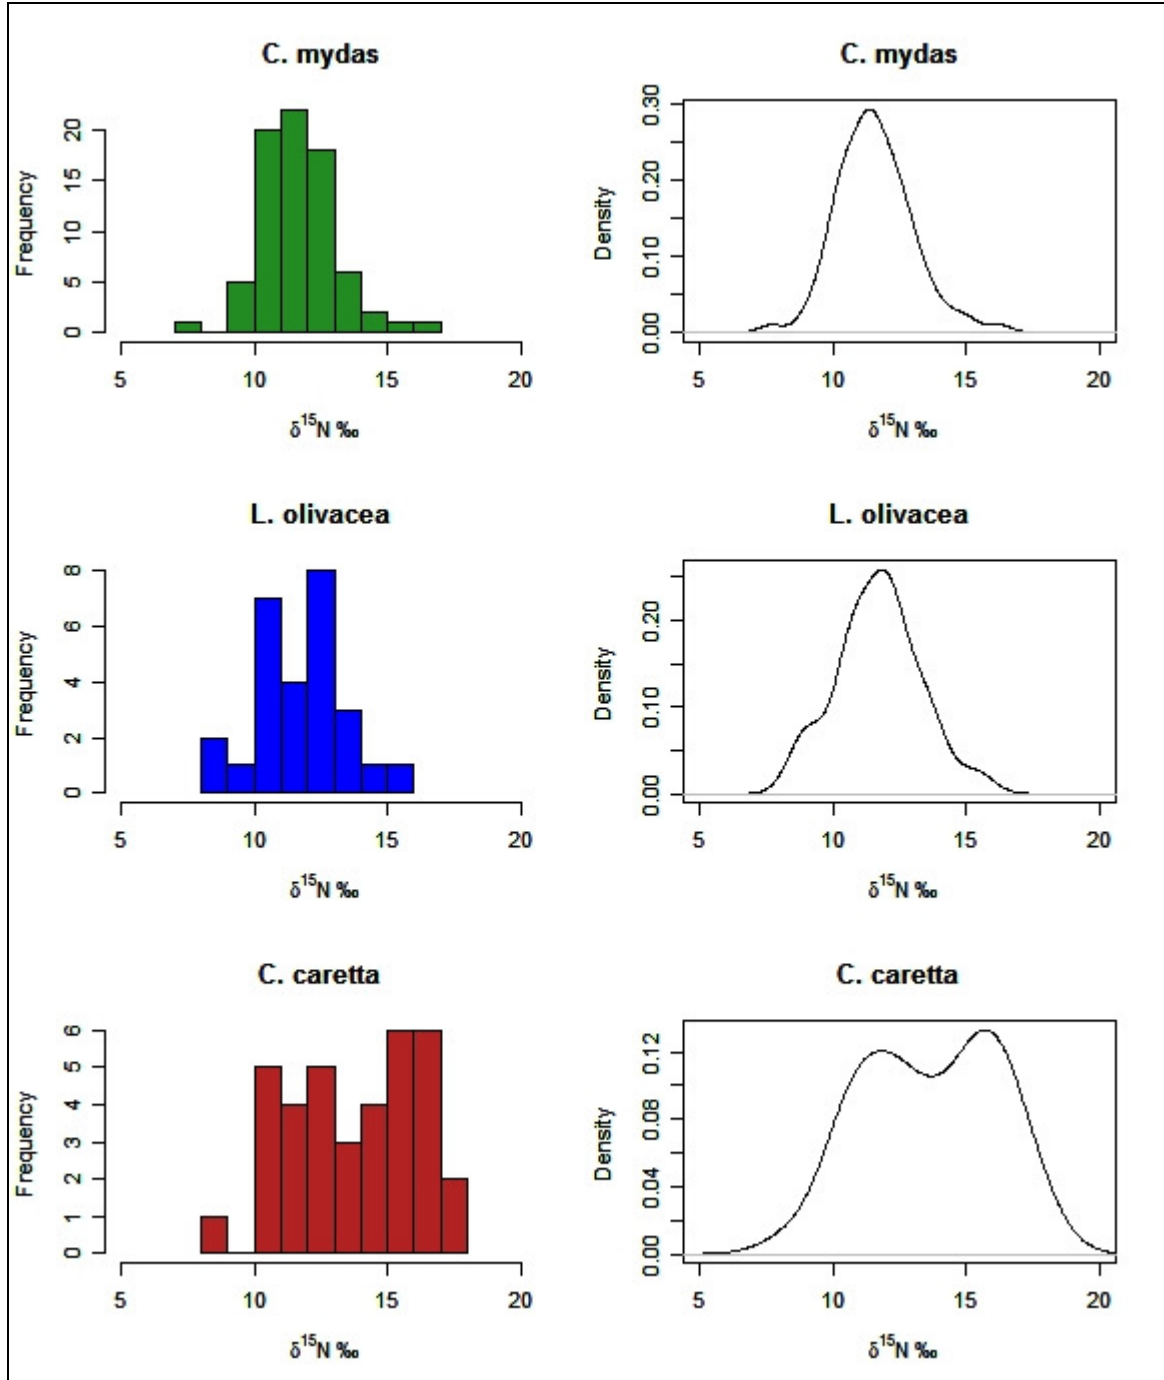 C. mydas
Frequency
0 5 10 15 20
5 10 15 20
δ¹⁵N ‰
C. mydas
Density
0.00 0.10 0.20 0.30
5 10 15 20
δ¹⁵N ‰
L. olivacea
Frequency
0 2 4 6 8
5 10 15 20
δ¹⁵N ‰
L. olivacea
Density
0.00 0.10 0.20
5 10 15 20
δ¹⁵N ‰
C. caretta
Frequency
0 1 2 3 4 5 6
5 10 15 20
δ¹⁵N ‰
C. caretta
Density
0.00 0.04 0.08 0.12
5 10 15 20
δ¹⁵N ‰